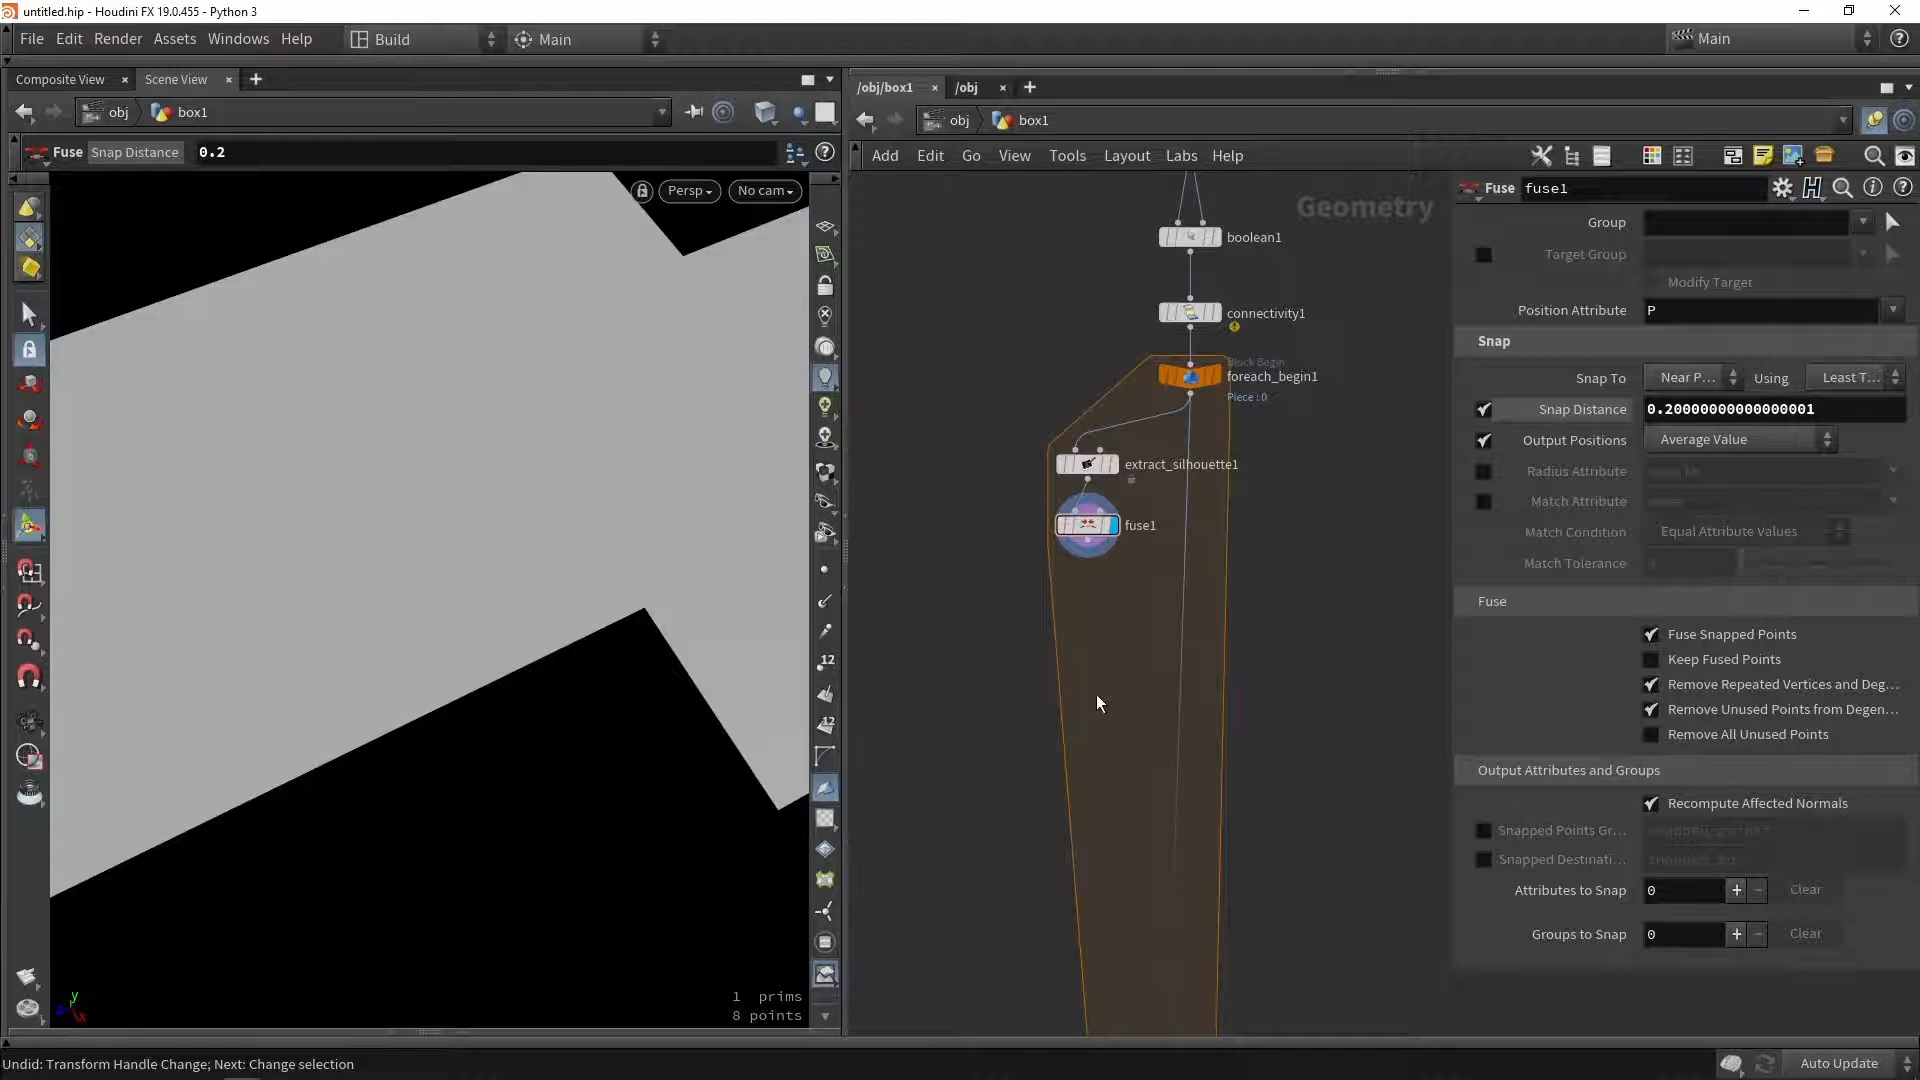 untitled.hip - Houdini FX 19.0.455 - Python 3
File Edit Render Assets Windows Help Build Main Main
Composite View × Scene View × +
/obj/box1 × /obj × +
obj box1
obj box1
Fuse Snap Distance 0.2
Add Edit Go View Tools Layout Labs Help
Persp No cam
Geometry
boolean1
connectivity1
Block Begin
foreach_begin1
Piece : 0
extract_silhouette1
fuse1
12
12
y
x
1 prims
8 points
Fuse fuse1
Group
Target Group
Modify Target
Position Attribute P
Snap
Snap To Near P... Using Least T...
Snap Distance 0.20000000000000001
Output Positions Average Value
Radius Attribute
Match Attribute
Match Condition Equal Attribute Values
Match Tolerance 0
Fuse
Fuse Snapped Points
Keep Fused Points
Remove Repeated Vertices and Deg...
Remove Unused Points from Degen...
Remove All Unused Points
Output Attributes and Groups
Recompute Affected Normals
Snapped Points Gr...
Snapped Destinati...
Attributes to Snap 0 + − Clear
Groups to Snap 0 + − Clear
Undid: Transform Handle Change; Next: Change selection
Auto Update